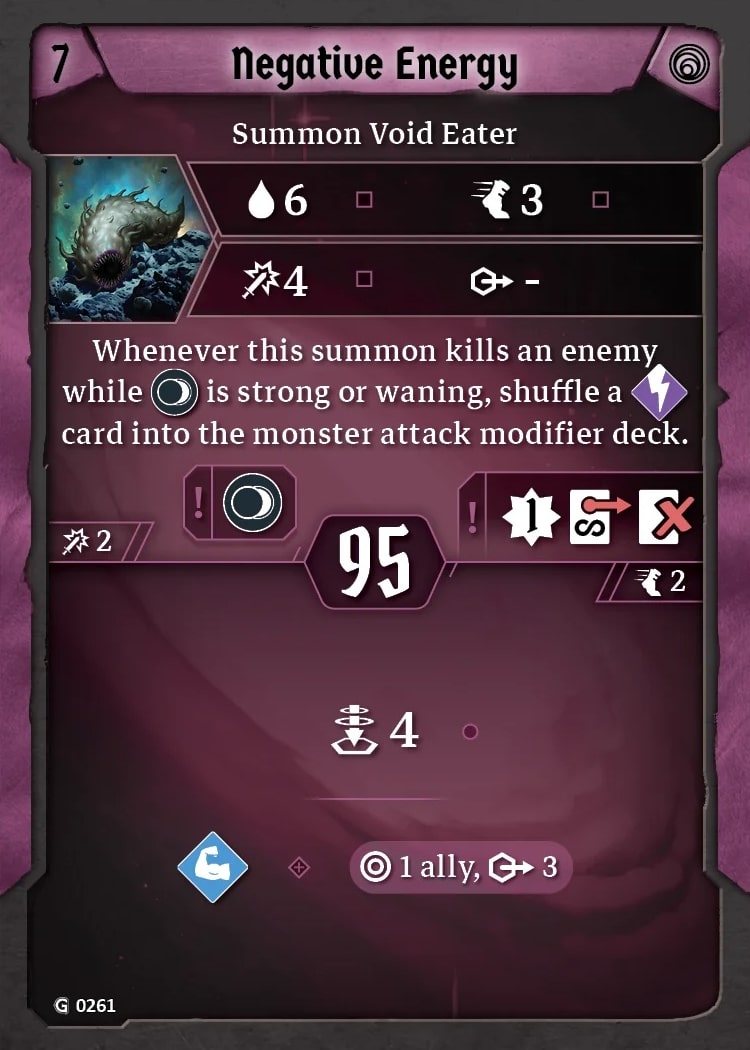 7 Negative Energy
Summon Void Eater
6 3
4 -
Whenever this summon kills an enemy
while is strong or waning, shuffle a
card into the monster attack modifier deck.
! ! 1
2 95
2
4
1 ally, 3
G 0261